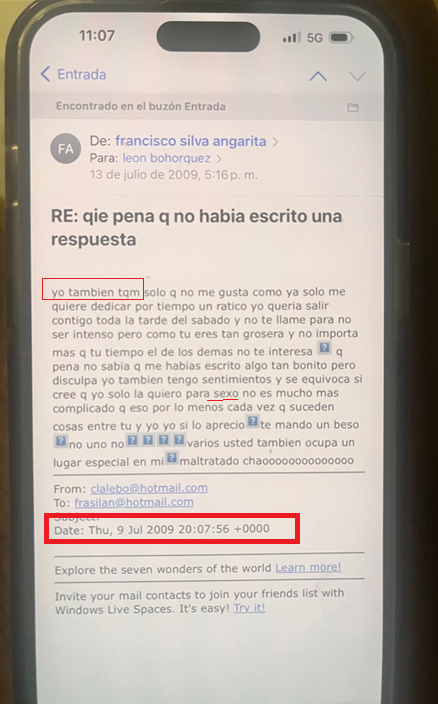 11:07 5G
Entrada
Encontrado en el buzón Entrada
FA
De: francisco silva angarita
Para: leon bohorquez
13 de julio de 2009, 5:16 p. m.
RE: qie pena q no habia escrito una
respuesta
yo tambien tqm solo q no me gusta como ya solo me
quiere dedicar por tiempo un ratico yo queria salir
contigo toda la tarde del sabado y no te llame para no
ser intenso pero como tu eres tan grosera y no importa
mas q tu tiempo el de los demas no te interesa ? q
pena no sabia q me habias escrito algo tan bonito pero
disculpa yo tambien tengo sentimientos y se equivoca si
cree q yo solo la quiero para sexo no es mucho mas
complicado q eso por lo menos cada vez q suceden
cosas entre tu y yo yo si lo aprecio ? te mando un beso
? no uno no ? ? ? ? varios usted tambien ocupa un
lugar especial en mi ? maltratado chaoooooooooooooo
From: clalebo@hotmail.com
To: frasilan@hotmail.com
Subject:
Date: Thu, 9 Jul 2009 20:07:56 +0000
Explore the seven wonders of the world Learn more!
Invite your mail contacts to join your friends list with
Windows Live Spaces. It's easy! Try it!